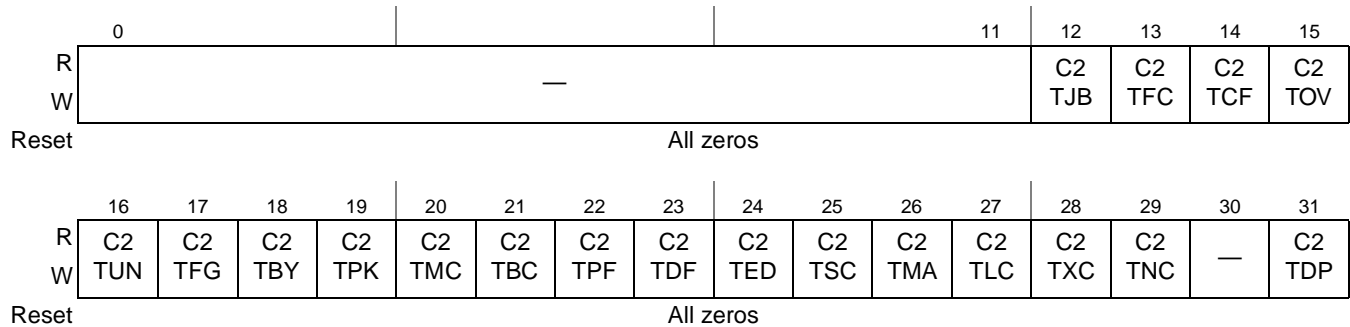 0 11 12 13 14 15
R — C2 C2 C2 C2
W TJB TFC TCF TOV
Reset All zeros
16 17 18 19 20 21 22 23 24 25 26 27 28 29 30 31
R C2 C2 C2 C2 C2 C2 C2 C2 C2 C2 C2 C2 C2 C2 — C2
W TUN TFG TBY TPK TMC TBC TPF TDF TED TSC TMA TLC TXC TNC TDP
Reset All zeros